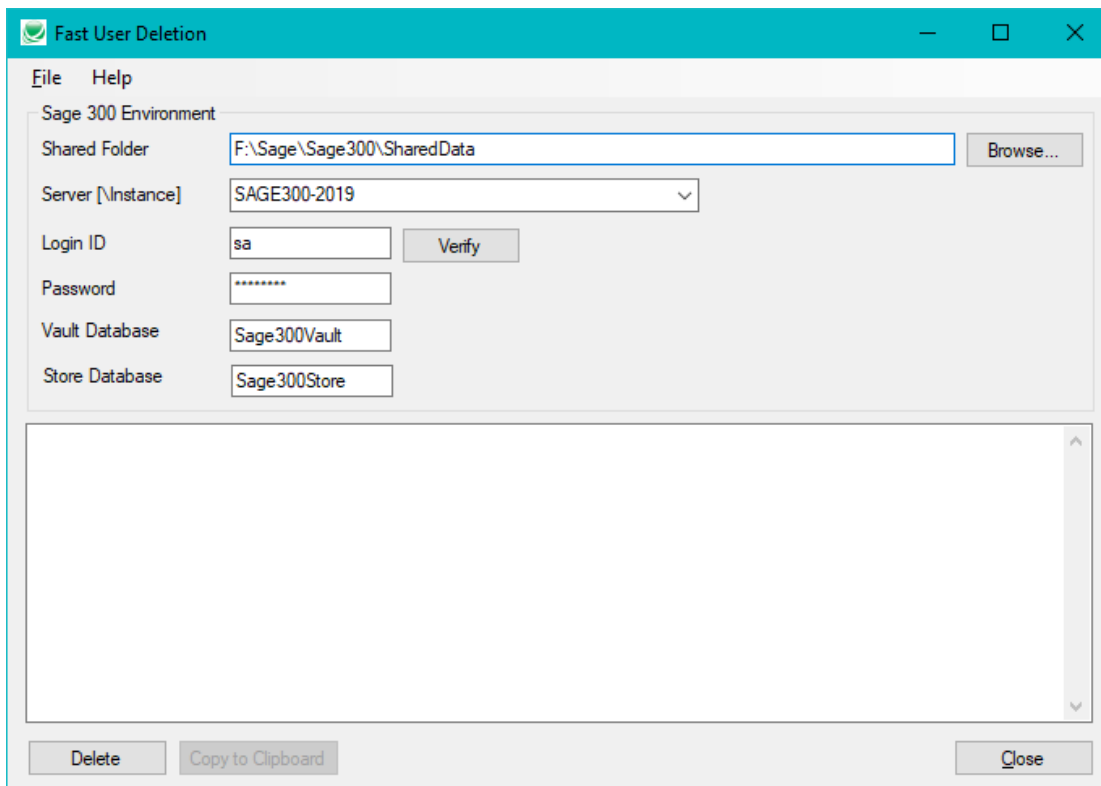 Fast User Deletion
File Help
Sage 300 Environment
Shared Folder F:\Sage\Sage300\SharedData Browse...
Server [\Instance] SAGE300-2019
Login ID sa Verify
Password ********
Vault Database Sage300Vault
Store Database Sage300Store
Delete Copy to Clipboard Close